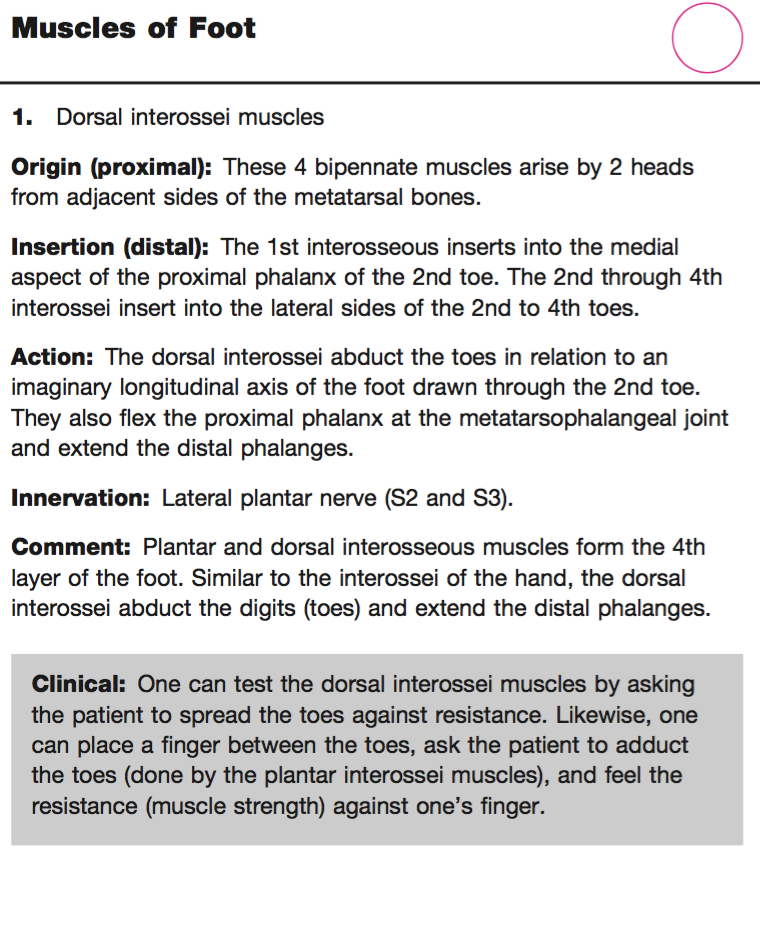 Muscles of Foot
1. Dorsal interossei muscles
Origin (proximal): These 4 bipennate muscles arise by 2 heads
from adjacent sides of the metatarsal bones.
Insertion (distal): The 1st interosseous inserts into the medial
aspect of the proximal phalanx of the 2nd toe. The 2nd through 4th
interossei insert into the lateral sides of the 2nd to 4th toes.
Action: The dorsal interossei abduct the toes in relation to an
imaginary longitudinal axis of the foot drawn through the 2nd toe.
They also flex the proximal phalanx at the metatarsophalangeal joint
and extend the distal phalanges.
Innervation: Lateral plantar nerve (S2 and S3).
Comment: Plantar and dorsal interosseous muscles form the 4th
layer of the foot. Similar to the interossei of the hand, the dorsal
interossei abduct the digits (toes) and extend the distal phalanges.
Clinical: One can test the dorsal interossei muscles by asking
the patient to spread the toes against resistance. Likewise, one
can place a finger between the toes, ask the patient to adduct
the toes (done by the plantar interossei muscles), and feel the
resistance (muscle strength) against one's finger.